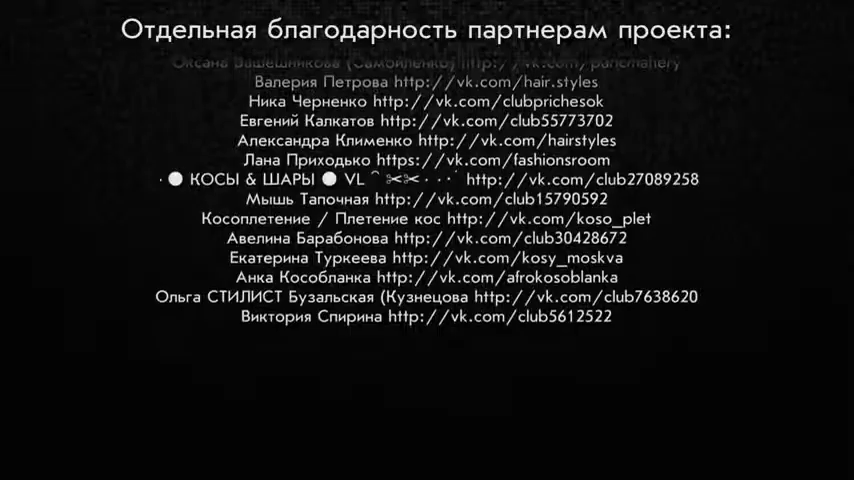 Отдельная благодарность партнерам проекта:
Оксана
Валерия Петрова http://vk.com/hair.styles
Ника Черненко http://vk.com/clubprichesok
Евгений Калкатов http://vk.com/club55773702
Александра Клименко http://vk.com/hairstyles
Лана Приходько https://vk.com/fashionsroom
· ● КОСЫ & ШАРЫ ● VL ⌒ ✂✂ · · ·˙ http://vk.com/club27089258
Мышь Тапочная http://vk.com/club15790592
Косоплетение / Плетение кос http://vk.com/koso_plet
Авелина Барабонова http://vk.com/club30428672
Екатерина Туркеева http://vk.com/kosy_moskva
Анка Кособланка http://vk.com/afrokosoblanka
Ольга СТИЛИСТ Бузальская (Кузнецова http://vk.com/club7638620
Виктория Спирина http://vk.com/club5612522